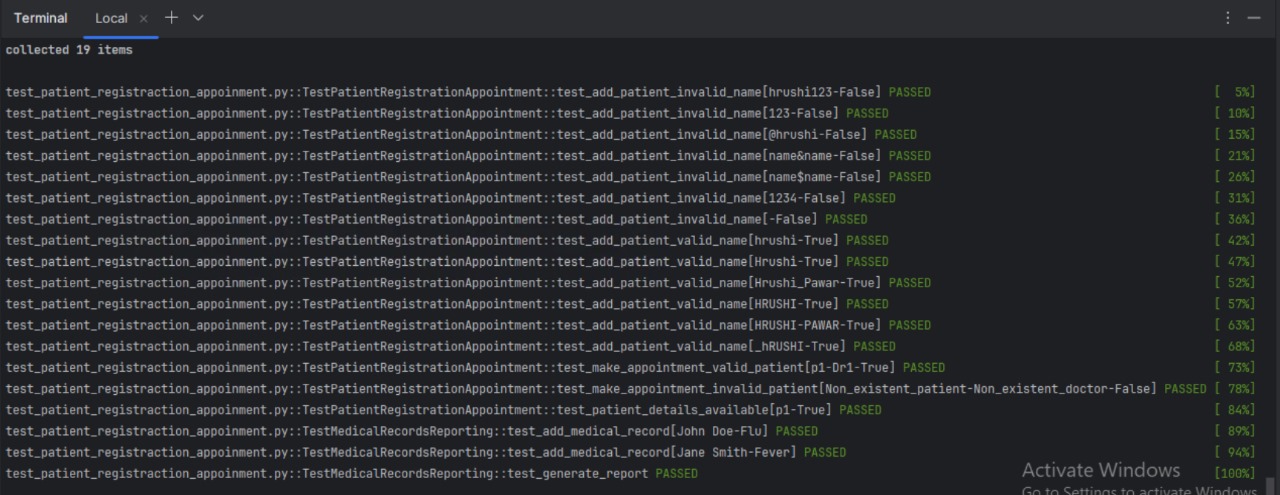 Terminal Local × +
collected 19 items
test_patient_registraction_appoinment.py::TestPatientRegistrationAppointment::test_add_patient_invalid_name[hrushi123-False] PASSED [  5%]
test_patient_registraction_appoinment.py::TestPatientRegistrationAppointment::test_add_patient_invalid_name[123-False] PASSED [ 10%]
test_patient_registraction_appoinment.py::TestPatientRegistrationAppointment::test_add_patient_invalid_name[@hrushi-False] PASSED [ 15%]
test_patient_registraction_appoinment.py::TestPatientRegistrationAppointment::test_add_patient_invalid_name[name&name-False] PASSED [ 21%]
test_patient_registraction_appoinment.py::TestPatientRegistrationAppointment::test_add_patient_invalid_name[name$name-False] PASSED [ 26%]
test_patient_registraction_appoinment.py::TestPatientRegistrationAppointment::test_add_patient_invalid_name[1234-False] PASSED [ 31%]
test_patient_registraction_appoinment.py::TestPatientRegistrationAppointment::test_add_patient_invalid_name[-False] PASSED [ 36%]
test_patient_registraction_appoinment.py::TestPatientRegistrationAppointment::test_add_patient_valid_name[hrushi-True] PASSED [ 42%]
test_patient_registraction_appoinment.py::TestPatientRegistrationAppointment::test_add_patient_valid_name[Hrushi-True] PASSED [ 47%]
test_patient_registraction_appoinment.py::TestPatientRegistrationAppointment::test_add_patient_valid_name[Hrushi_Pawar-True] PASSED [ 52%]
test_patient_registraction_appoinment.py::TestPatientRegistrationAppointment::test_add_patient_valid_name[HRUSHI-True] PASSED [ 57%]
test_patient_registraction_appoinment.py::TestPatientRegistrationAppointment::test_add_patient_valid_name[HRUSHI-PAWAR-True] PASSED [ 63%]
test_patient_registraction_appoinment.py::TestPatientRegistrationAppointment::test_add_patient_valid_name[_hRUSHI-True] PASSED [ 68%]
test_patient_registraction_appoinment.py::TestPatientRegistrationAppointment::test_make_appointment_valid_patient[p1-Dr1-True] PASSED [ 73%]
test_patient_registraction_appoinment.py::TestPatientRegistrationAppointment::test_make_appointment_invalid_patient[Non_existent_patient-Non_existent_doctor-False] PASSED [ 78%]
test_patient_registraction_appoinment.py::TestPatientRegistrationAppointment::test_patient_details_available[p1-True] PASSED [ 84%]
test_patient_registraction_appoinment.py::TestMedicalRecordsReporting::test_add_medical_record[John Doe-Flu] PASSED [ 89%]
test_patient_registraction_appoinment.py::TestMedicalRecordsReporting::test_add_medical_record[Jane Smith-Fever] PASSED [ 94%]
test_patient_registraction_appoinment.py::TestMedicalRecordsReporting::test_generate_report PASSED [100%]
Activate Windows
Go to Settings to activate Windows.